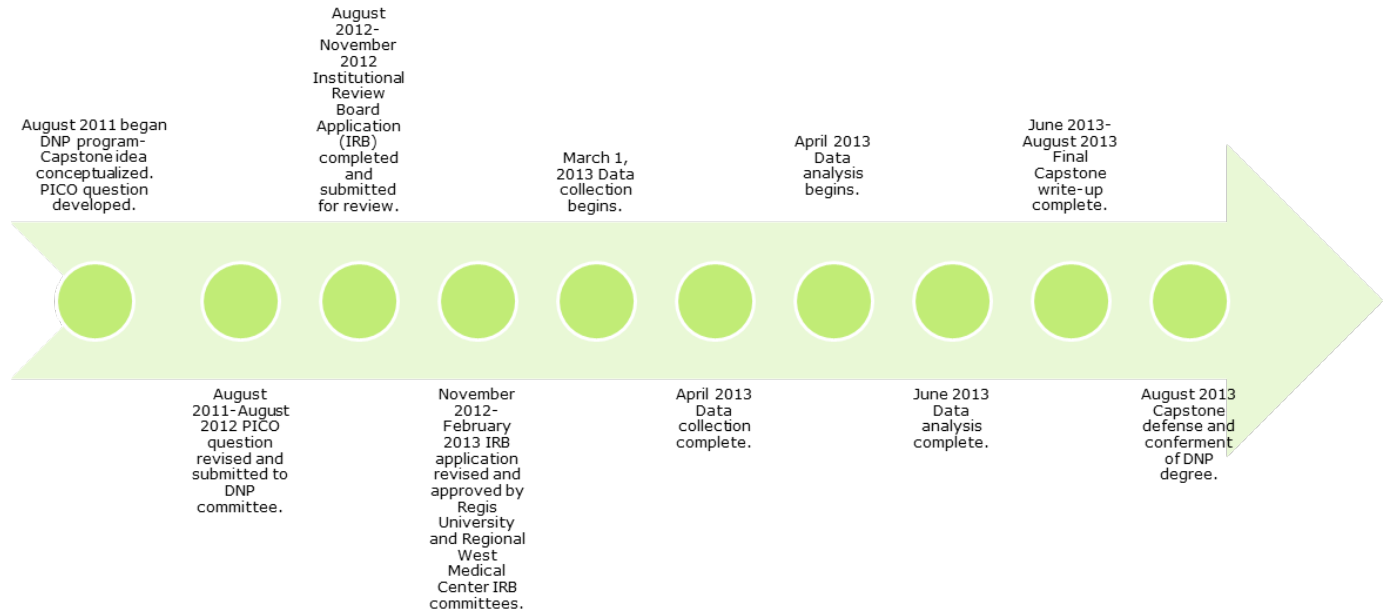 August 2011 began
DNP program-
Capstone idea
conceptualized.
PICO question
developed.
August
2011-August
2012 PICO
question
revised and
submitted to
DNP
committee.
August
2012-
November
2012
Institutional
Review
Board
Application
(IRB)
completed
and
submitted
for review.
November
2012-
February
2013 IRB
application
revised and
approved by
Regis
University
and Regional
West
Medical
Center IRB
committees.
March 1,
2013 Data
collection
begins.
April 2013
Data
collection
complete.
April 2013
Data
analysis
begins.
June 2013
Data
analysis
complete.
June 2013-
August 2013
Final
Capstone
write-up
complete.
August 2013
Capstone
defense and
conferment
of DNP
degree.